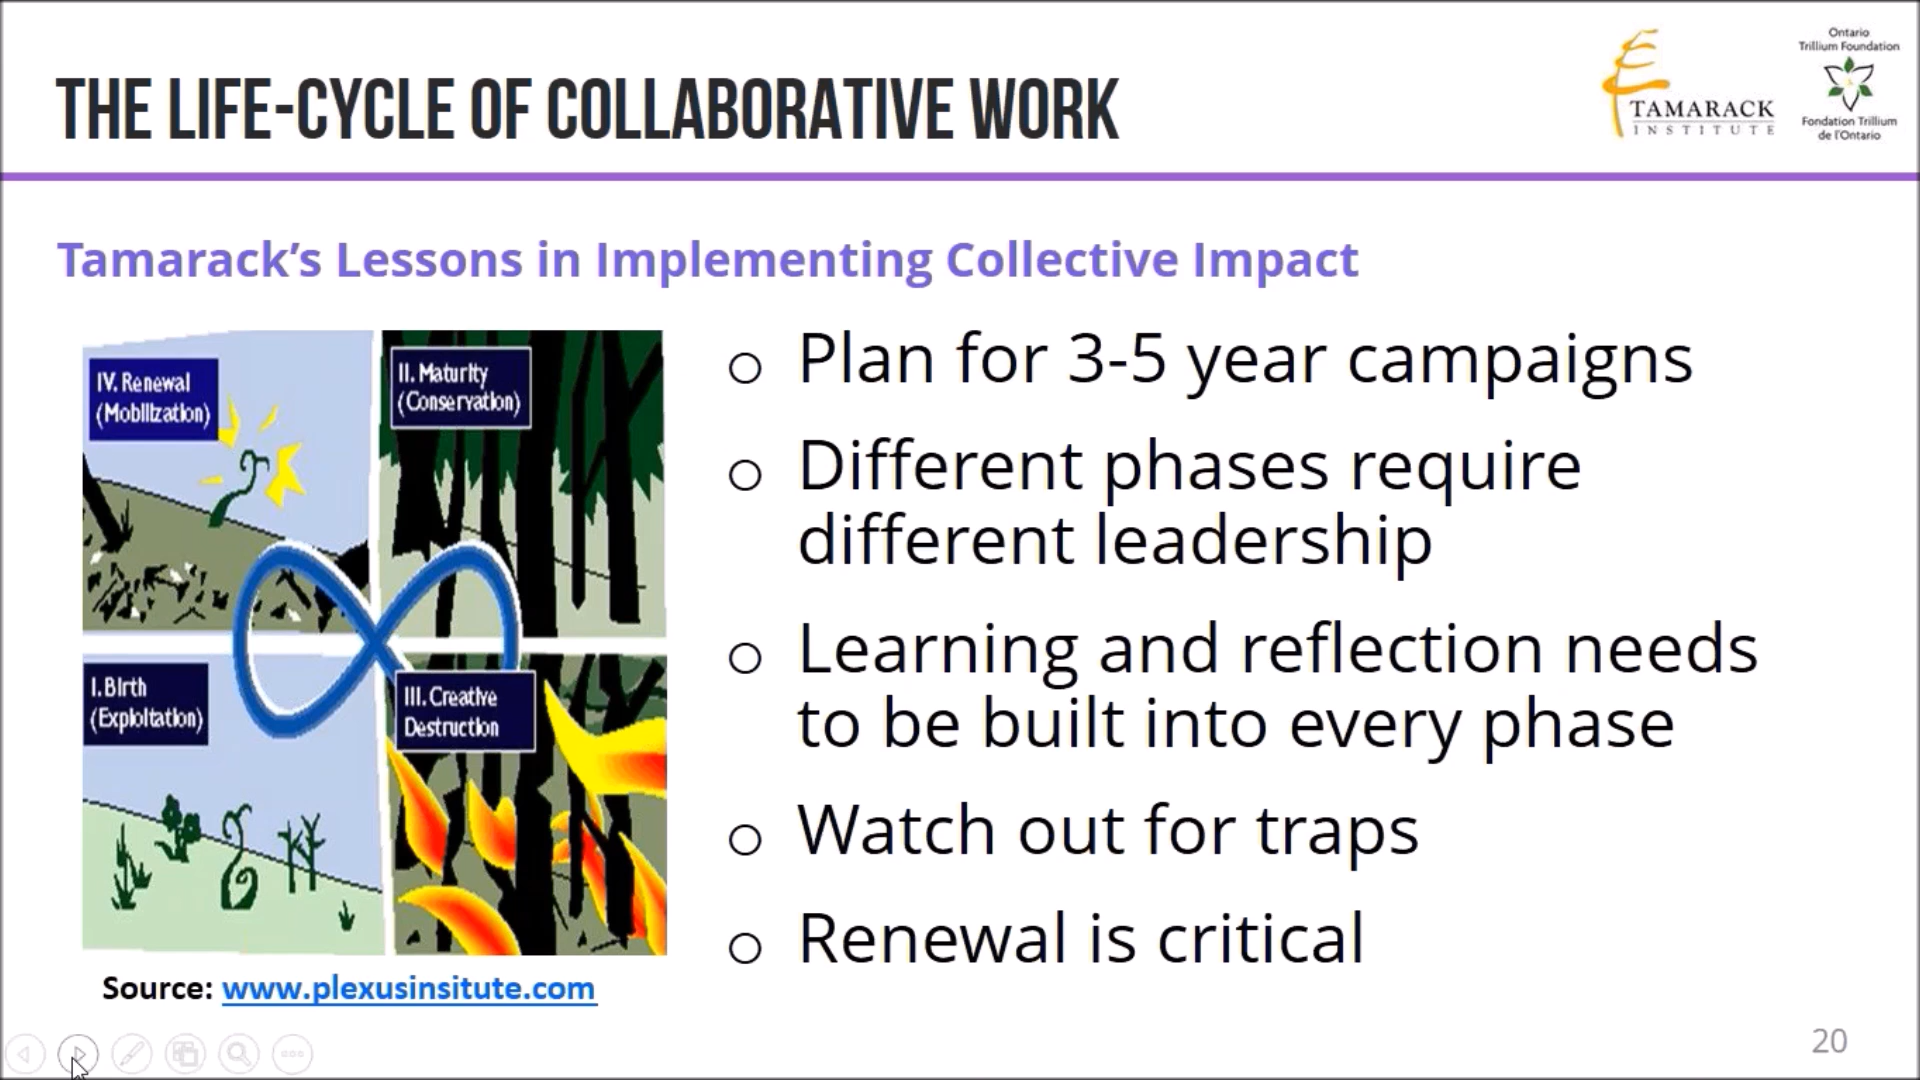 THE LIFE-CYCLE OF COLLABORATIVE WORK
TAMARACK
INSTITUTE
Ontario
Trillium Foundation
Fondation Trillium
de l'Ontario
Tamarack's Lessons in Implementing Collective Impact
IV. Renewal
(Mobilization)
II. Maturity
(Conservation)
I. Birth
(Exploitation)
III. Creative
Destruction
Source: www.plexusinsitute.com
o Plan for 3-5 year campaigns
o Different phases require
different leadership
o Learning and reflection needs
to be built into every phase
o Watch out for traps
o Renewal is critical
20